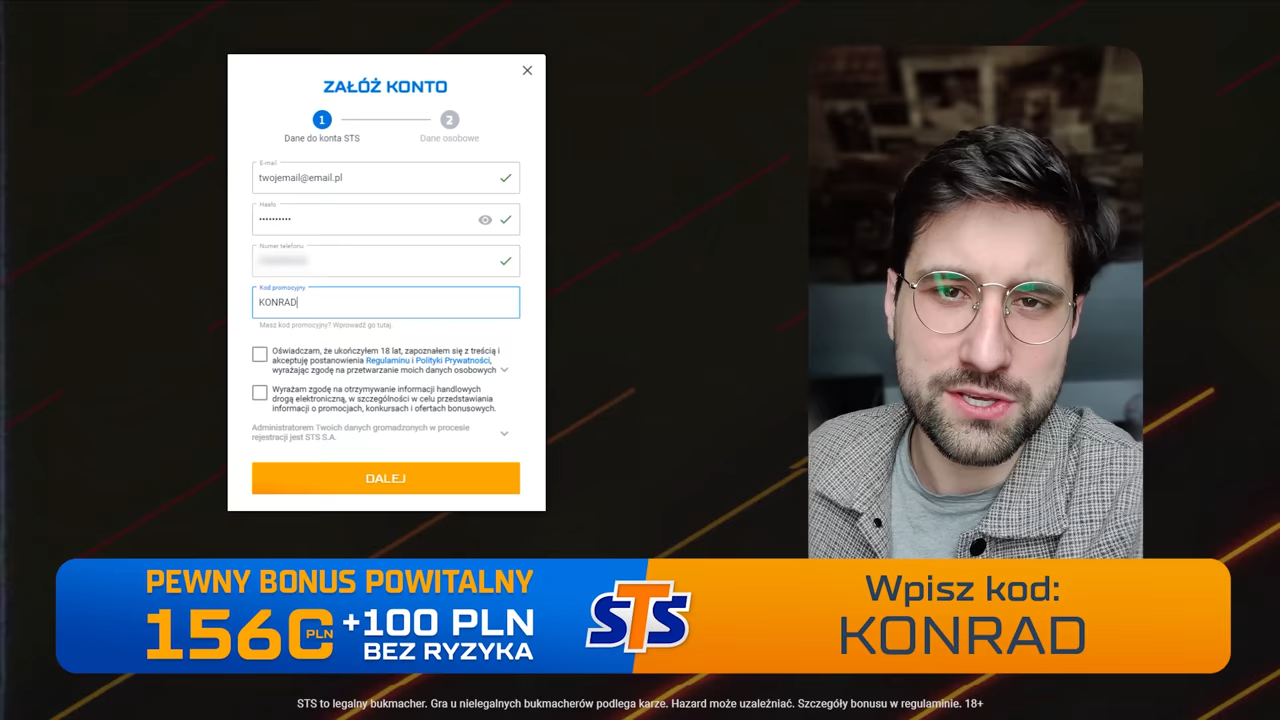 ZAŁÓŻ KONTO
1
2
Dane do konta STS
Dane osobowe
E-mail
twojemail@email.pl
Hasło
Numer telefonu
Kod promocyjny
KONRAD
Masz kod promocyjny? Wprowadź go tutaj.
Oświadczam, że ukończyłem 18 lat, zapoznałem się z treścią i
akceptuję postanowienia Regulaminu i Polityki Prywatności,
wyrażając zgodę na przetwarzanie moich danych osobowych
Wyrażam zgodę na otrzymywanie informacji handlowych
drogą elektroniczną, w szczególności w celu przedstawiania
informacji o promocjach, konkursach i ofertach bonusowych.
Administratorem Twoich danych gromadzonych w procesie
rejestracji jest STS S.A.
DALEJ
PEWNY BONUS POWITALNY
PLN
+100 PLN
BEZ RYZYKA
STS
Wpisz kod:
KONRAD
STS to legalny bukmacher. Gra u nielegalnych bukmacherów podlega karze. Hazard może uzależniać. Szczegóły bonusu w regulaminie. 18+